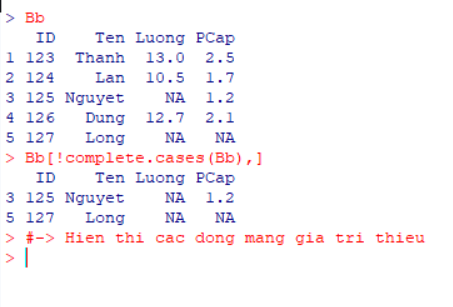 > Bb
ID Ten Luong PCap
1 123 Thanh 13.0 2.5
2 124 Lan 10.5 1.7
3 125 Nguyet NA 1.2
4 126 Dung 12.7 2.1
5 127 Long NA NA
> Bb[!complete.cases(Bb),]
ID Ten Luong PCap
3 125 Nguyet NA 1.2
5 127 Long NA NA
> #-> Hien thi cac dong mang gia tri thieu
>